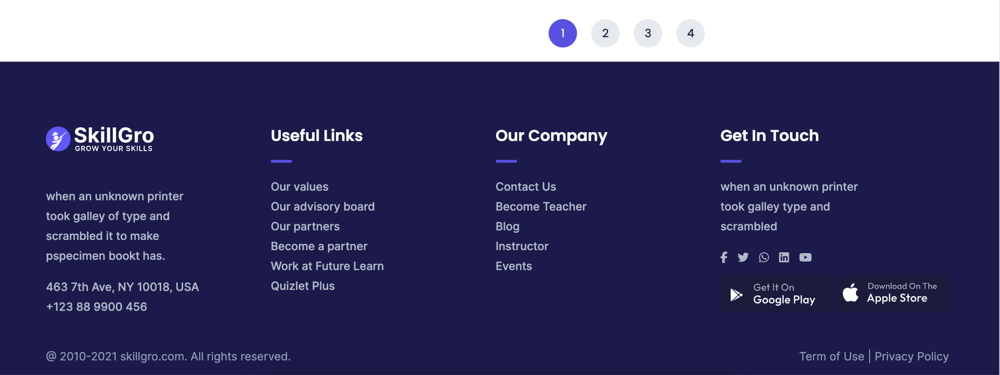 1 2 3 4
SkillGro
GROW YOUR SKILLS
when an unknown printer
took galley of type and
scrambled it to make
pspecimen bookt has.
463 7th Ave, NY 10018, USA
+123 88 9900 456
Useful Links
Our values
Our advisory board
Our partners
Become a partner
Work at Future Learn
Quizlet Plus
Our Company
Contact Us
Become Teacher
Blog
Instructor
Events
Get In Touch
when an unknown printer
took galley type and
scrambled
Get It On
Google Play
Download On The
Apple Store
@ 2010-2021 skillgro.com. All rights reserved.
Term of Use | Privacy Policy